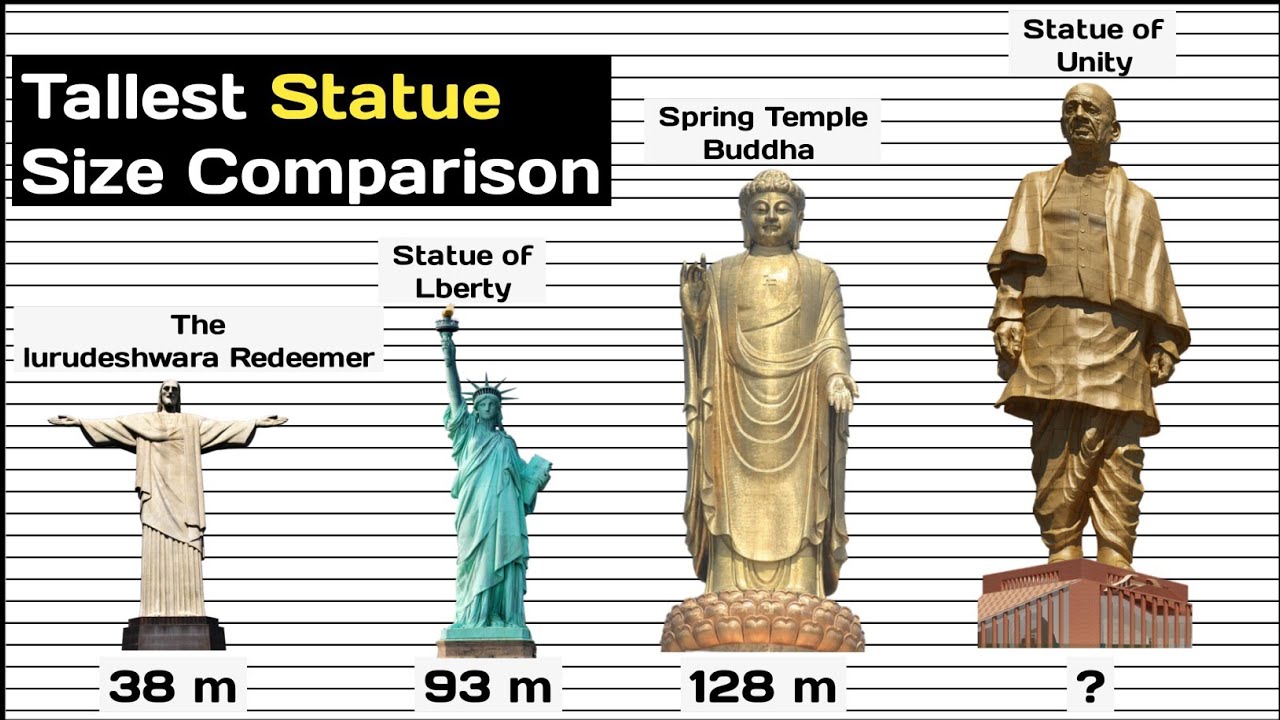 Tallest Statue
Size Comparison
The
lurudeshwara Redeemer
Statue of
Lberty
Spring Temple
Buddha
Statue of
Unity
38 m
93 m
128 m
?